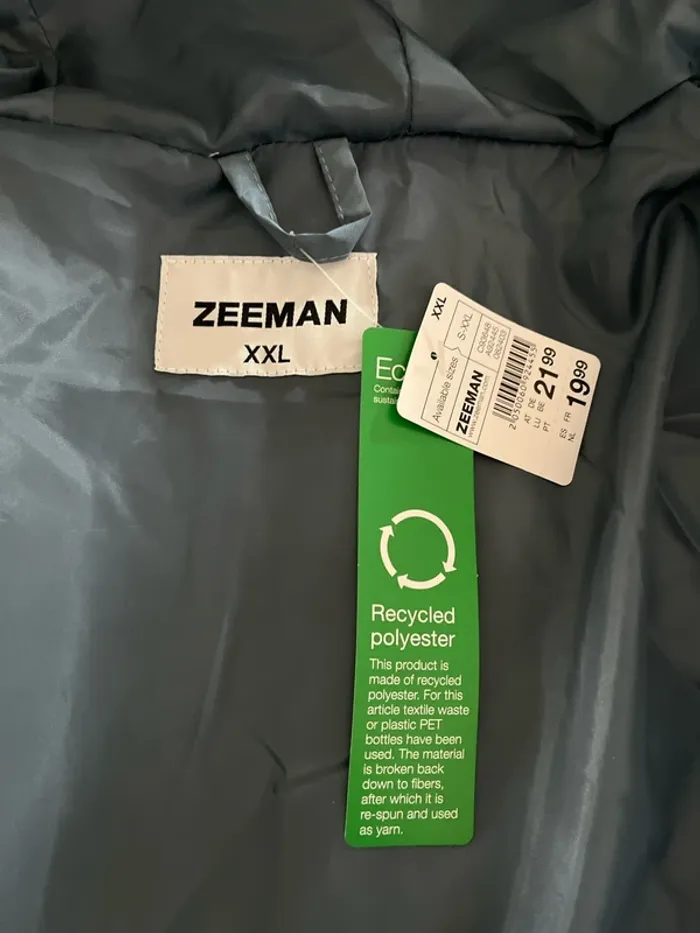 ZEEMAN
XXL
XXL
Available sizes
S-XXL
ZEEMAN
www.zeeman.com
AT DE
LU BE
PT
21.99
ES FR
NL
19.99
Recycled
polyester
This product is
made of recycled
polyester. For this
article textile waste
or plastic PET
bottles have been
used. The material
is broken back
down to fibers,
after which it is
re-spun and used
as yarn.